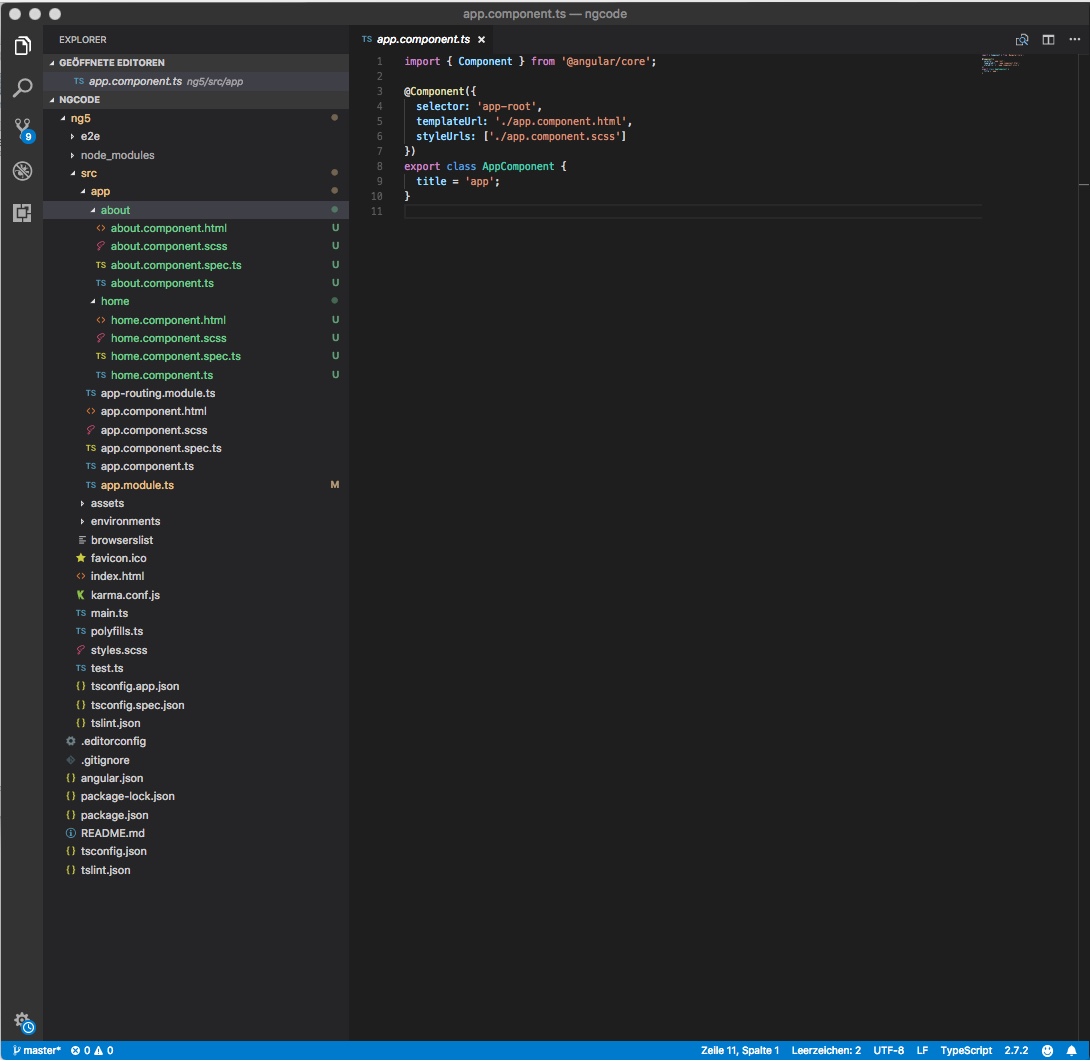 app.component.ts — ngcode
EXPLORER
GEÖFFNETE EDITOREN
TS app.component.ts ng5/src/app
NGCODE
ng5
e2e
node_modules
src
app
about
<> about.component.html U
about.component.scss U
TS about.component.spec.ts U
TS about.component.ts U
home
<> home.component.html U
home.component.scss U
TS home.component.spec.ts U
TS home.component.ts U
TS app-routing.module.ts
<> app.component.html
app.component.scss
TS app.component.spec.ts
TS app.component.ts
TS app.module.ts M
assets
environments
browserslist
favicon.ico
<> index.html
K karma.conf.js
TS main.ts
TS polyfills.ts
styles.scss
TS test.ts
{} tsconfig.app.json
{} tsconfig.spec.json
{} tslint.json
.editorconfig
.gitignore
{} angular.json
{} package-lock.json
{} package.json
README.md
{} tsconfig.json
{} tslint.json
9
TS app.component.ts ×
1 import { Component } from '@angular/core';
2
3 @Component({
4 selector: 'app-root',
5 templateUrl: './app.component.html',
6 styleUrls: ['./app.component.scss']
7 })
8 export class AppComponent {
9 title = 'app';
10 }
11
master* 0 0 Zeile 11, Spalte 1 Leerzeichen: 2 UTF-8 LF TypeScript 2.7.2